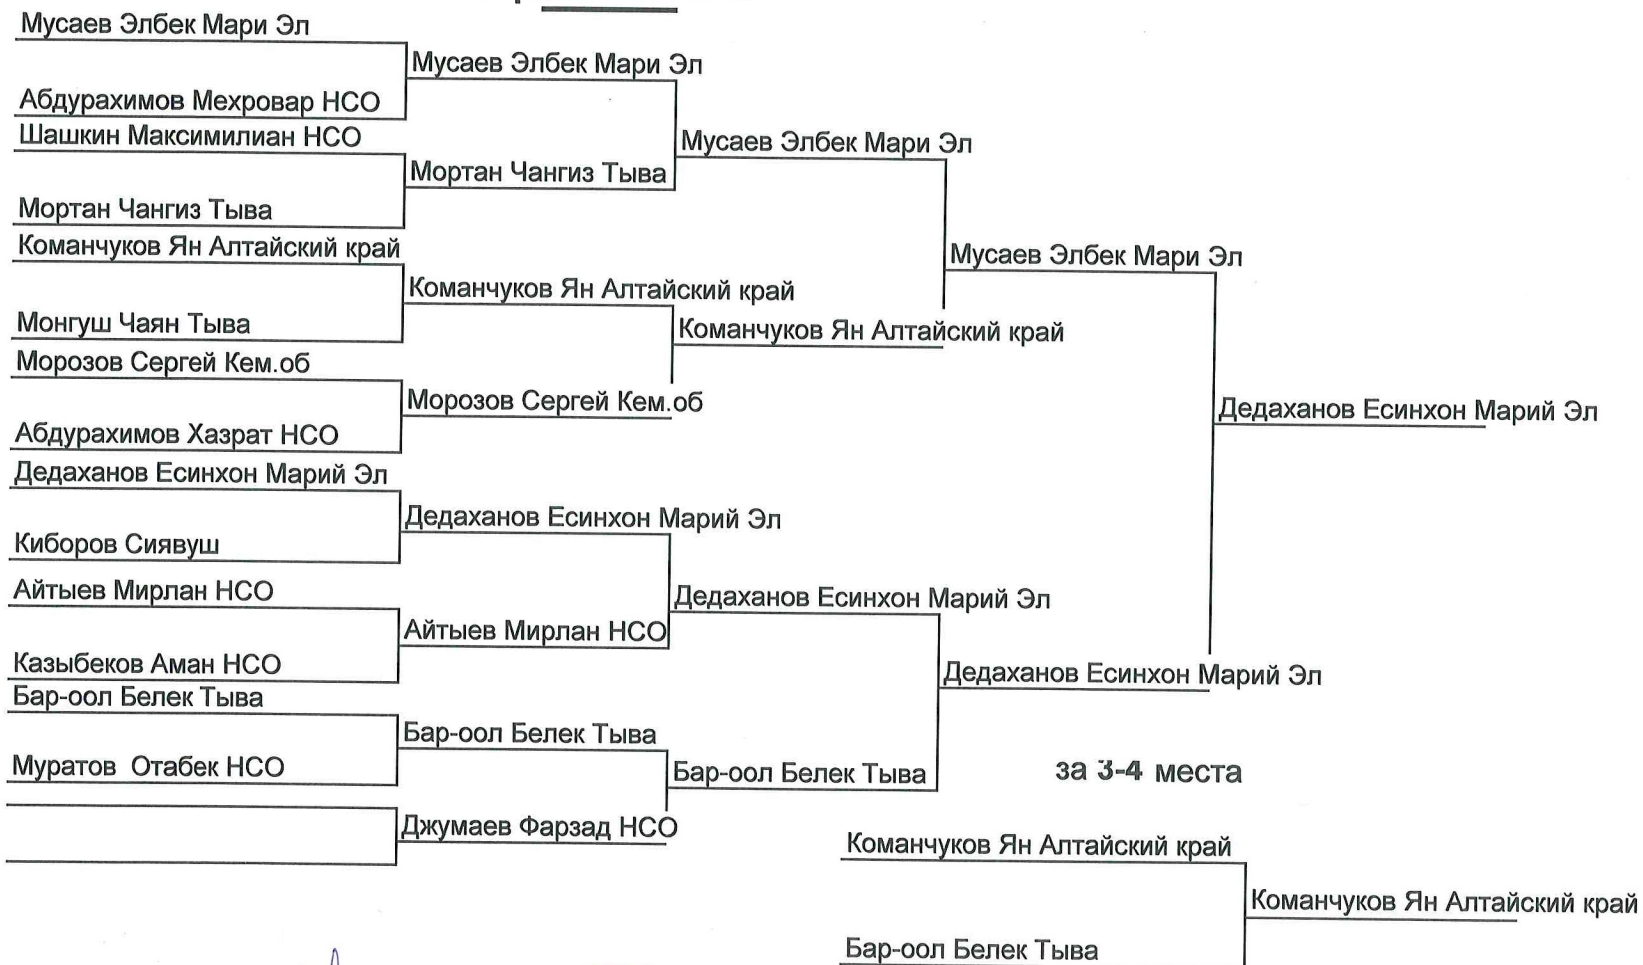 Мусаев Элбек Мари Эл
Абдурахимов Мехровар НСО
Шашкин Максимилиан НСО
Мортан Чангиз Тыва
Команчуков Ян Алтайский край
Монгуш Чаян Тыва
Морозов Сергей Кем.об
Абдурахимов Хазрат НСО
Дедаханов Есинхон Марий Эл
Киборов Сиявуш
Айтыев Мирлан НСО
Казыбеков Аман НСО
Бар-оол Белек Тыва
Муратов Отабек НСО
Мусаев Элбек Мари Эл
Мортан Чангиз Тыва
Команчуков Ян Алтайский край
Морозов Сергей Кем.об
Дедаханов Есинхон Марий Эл
Айтыев Мирлан НСО
Бар-оол Белек Тыва
Джумаев Фарзад НСО
Мусаев Элбек Мари Эл
Команчуков Ян Алтайский край
Дедаханов Есинхон Марий Эл
Бар-оол Белек Тыва
Мусаев Элбек Мари Эл
Дедаханов Есинхон Марий Эл
Дедаханов Есинхон Марий Эл
за 3-4 места
Команчуков Ян Алтайский край
Бар-оол Белек Тыва
Команчуков Ян Алтайский край